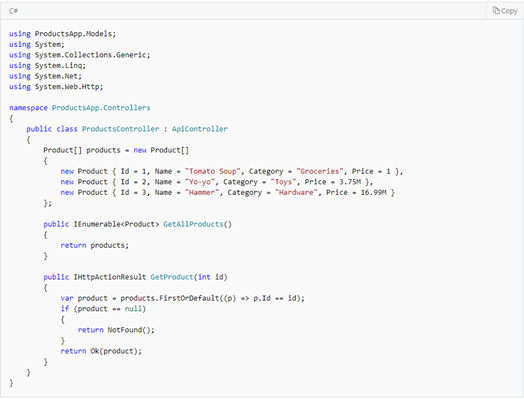 C#
Copy
using ProductsApp.Models;
using System;
using System.Collections.Generic;
using System.Linq;
using System.Net;
using System.Web.Http;
namespace ProductsApp.Controllers
{
public class ProductsController : ApiController
{
Product[] products = new Product[]
{
new Product { Id = 1, Name = "Tomato Soup", Category = "Groceries", Price = 1 },
new Product { Id = 2, Name = "Yo-yo", Category = "Toys", Price = 3.75M },
new Product { Id = 3, Name = "Hammer", Category = "Hardware", Price = 16.99M }
};
public IEnumerable<Product> GetAllProducts()
{
return products;
}
public IHttpActionResult GetProduct(int id)
{
var product = products.FirstOrDefault((p) => p.Id == id);
if (product == null)
{
return NotFound();
}
return Ok(product);
}
}
}